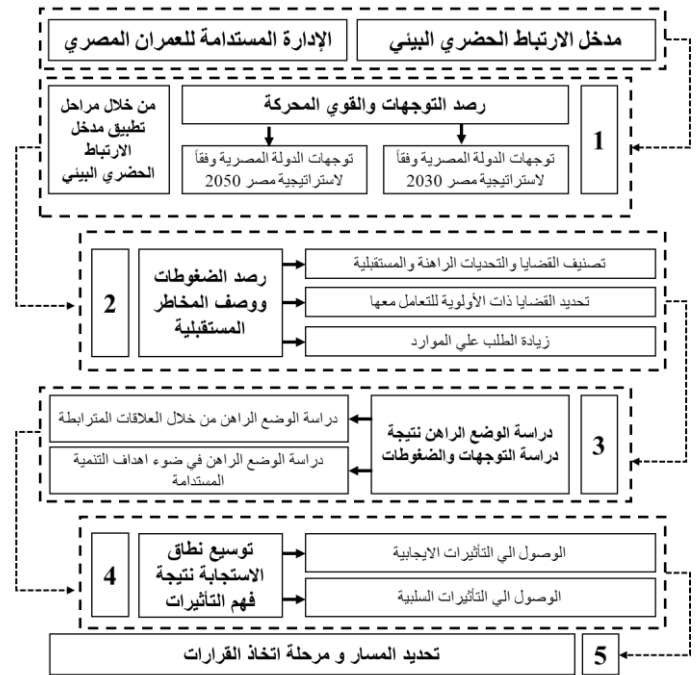 مدخل الارتباط الحضري البيئي
الإدارة المستدامة للعمران المصري
1
رصد التوجهات والقوي المحركة
توجهات الدولة المصرية وفقاً
لاستراتيجية مصر 2030
توجهات الدولة المصرية وفقاً
لاستراتيجية مصر 2050
من خلال مراحل
تطبيق مدخل
الارتباط
الحضري البيئي
2
رصد الضغوطات
ووصف المخاطر
المستقبلية
تصنيف القضايا والتحديات الراهنة والمستقبلية
تحديد القضايا ذات الأولوية للتعامل معها
زيادة الطلب علي الموارد
3
دراسة الوضع الراهن نتيجة
دراسة التوجهات والضغوطات
دراسة الوضع الراهن من خلال العلاقات المترابطة
دراسة الوضع الراهن في ضوء اهداف التنمية
المستدامة
4
توسيع نطاق
الاستجابة نتيجة
فهم التأثيرات
الوصول الي التأثيرات الايجابية
الوصول الي التأثيرات السلبية
5
تحديد المسار و مرحلة اتخاذ القرارات